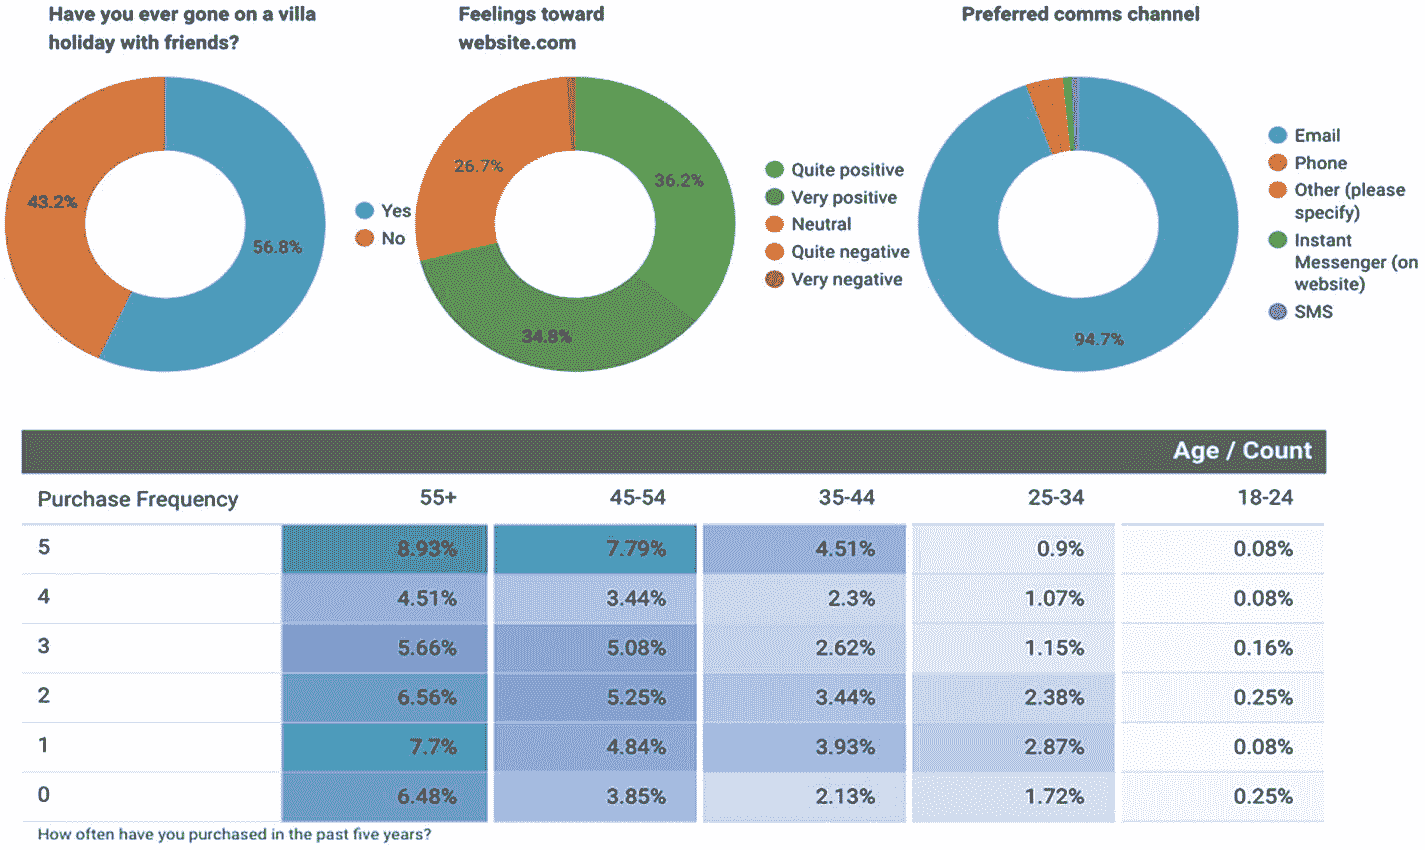 Have you ever gone on a villa
holiday with friends?
43.2%
56.8%
Yes
No
Feelings toward
website.com
26.7%
36.2%
34.8%
Quite positive
Very positive
Neutral
Quite negative
Very negative
Preferred comms channel
94.7%
Email
Phone
Other (please
specify)
Instant
Messenger (on
website)
SMS
Age / Count
Purchase Frequency 55+ 45-54 35-44 25-34 18-24
5 8.93% 7.79% 4.51% 0.9% 0.08%
4 4.51% 3.44% 2.3% 1.07% 0.08%
3 5.66% 5.08% 2.62% 1.15% 0.16%
2 6.56% 5.25% 3.44% 2.38% 0.25%
1 7.7% 4.84% 3.93% 2.87% 0.08%
0 6.48% 3.85% 2.13% 1.72% 0.25%
How often have you purchased in the past five years?